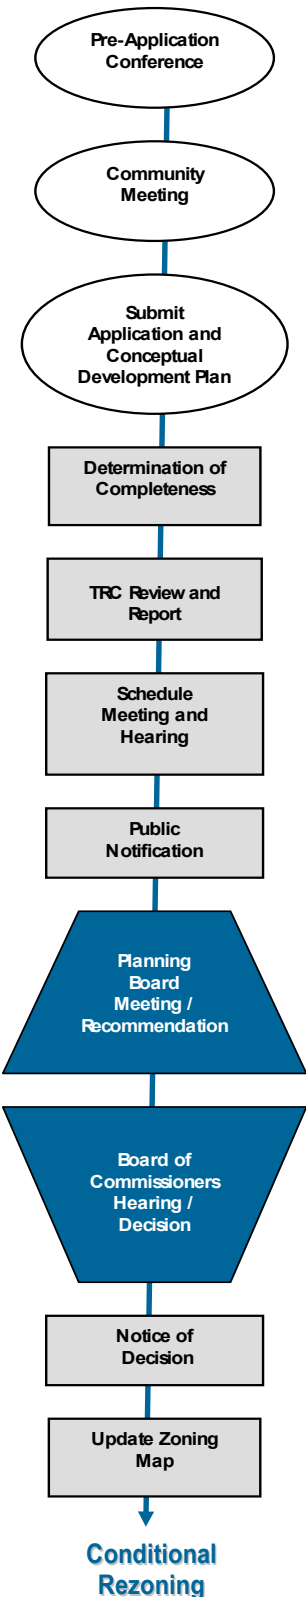 Pre-Application
Conference
Community
Meeting
Submit
Application and
Conceptual
Development Plan
Determination of
Completeness
TRC Review and
Report
Schedule
Meeting and
Hearing
Public
Notification
Planning
Board
Meeting /
Recommendation
Board of
Commissioners
Hearing /
Decision
Notice of
Decision
Update Zoning
Map
Conditional
Rezoning